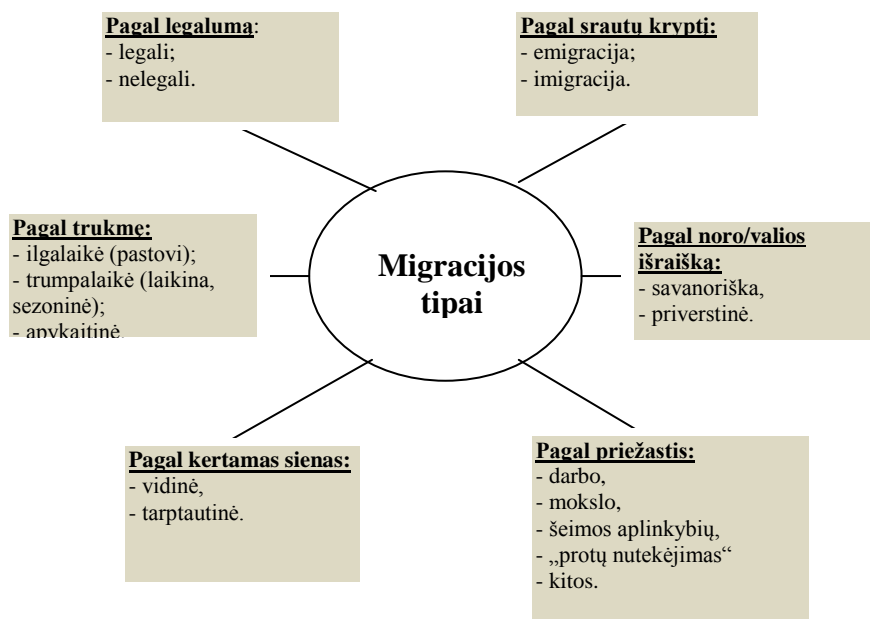 Pagal legalumą:
- legali;
- nelegali.
Pagal srautų kryptį:
- emigracija;
- imigracija.
Pagal trukmę:
- ilgalaikė (pastovi);
- trumpalaikė (laikina,
sezoninė);
- apykaitinė.
Migracijos
tipai
Pagal noro/valios
išraišką:
- savanoriška,
- priverstinė.
Pagal kertamas sienas:
- vidinė,
- tarptautinė.
Pagal priežastis:
- darbo,
- mokslo,
- šeimos aplinkybių,
- „protų nutekėjimas“
- kitos.